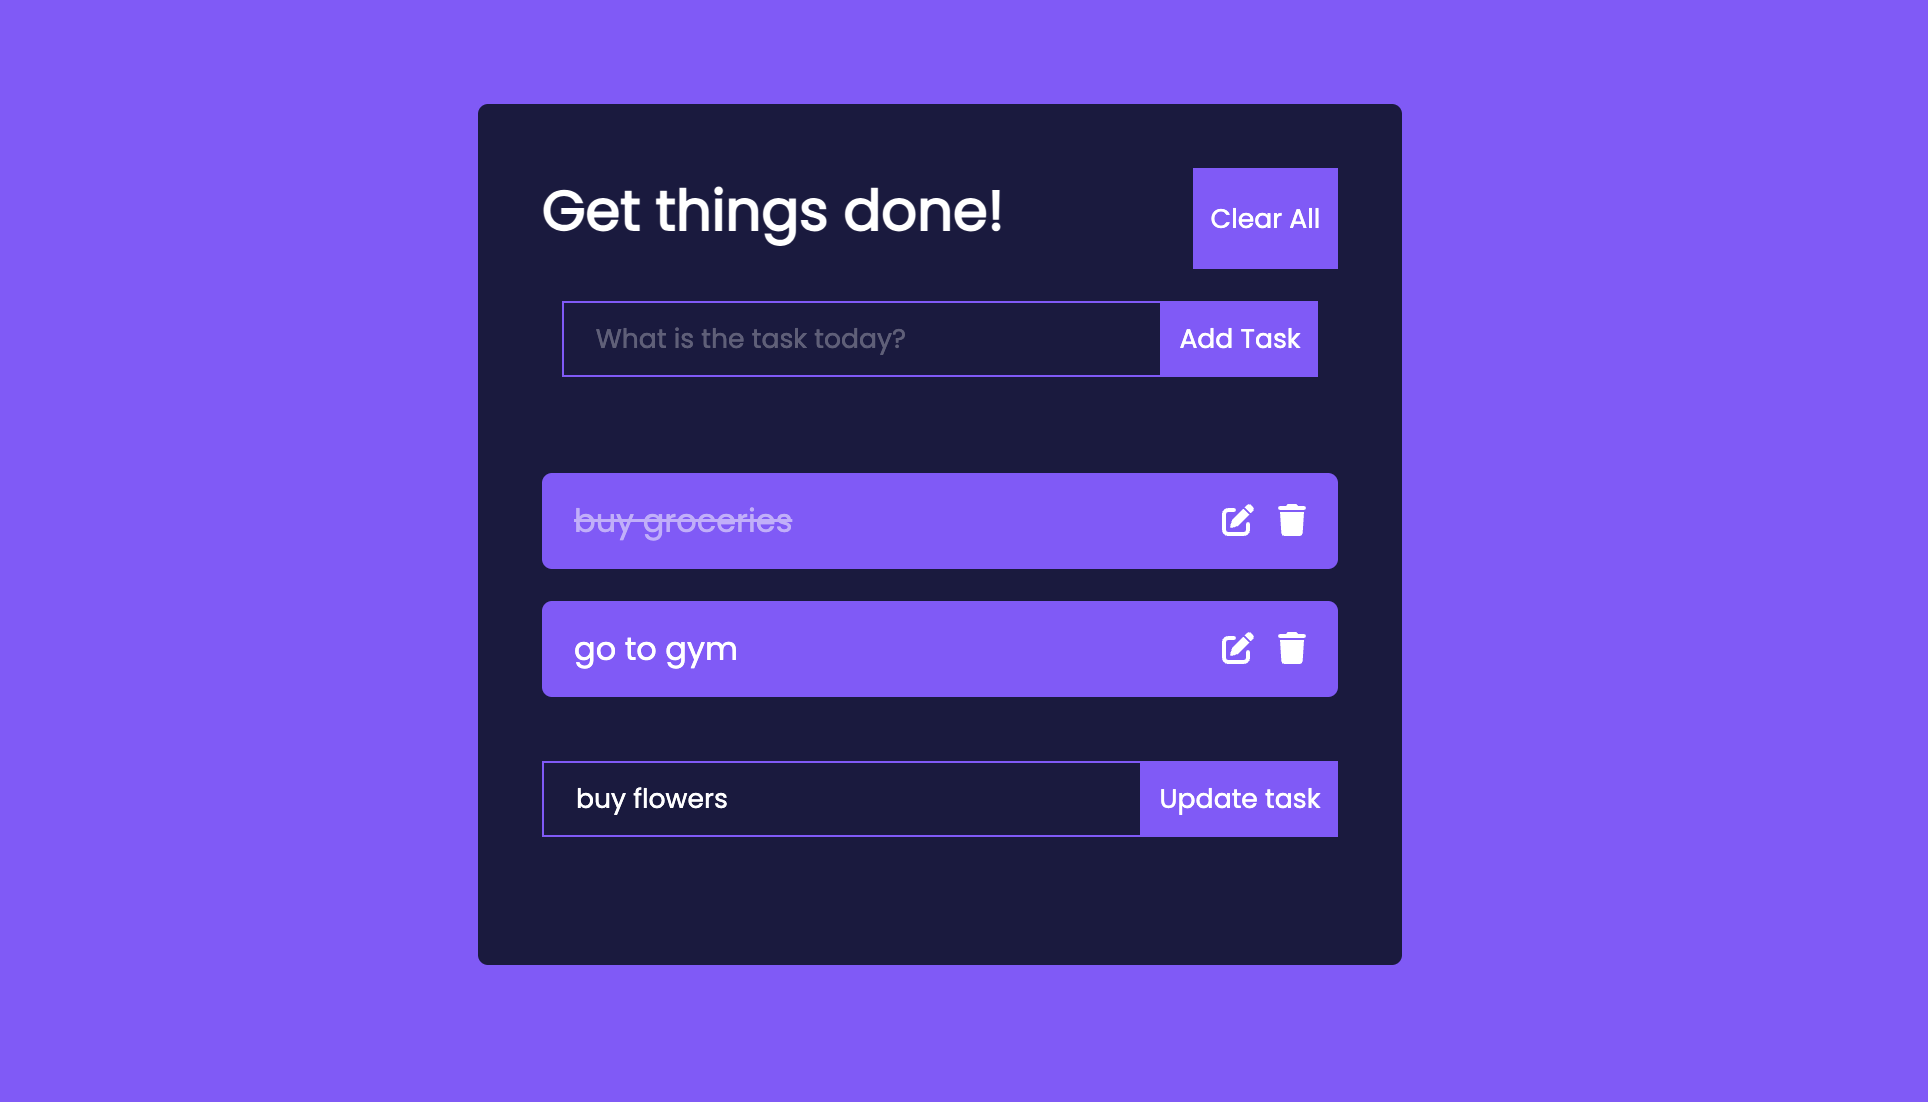 Get things done!
Clear All
What is the task today?
Add Task
buy groceries
go to gym
buy flowers
Update task